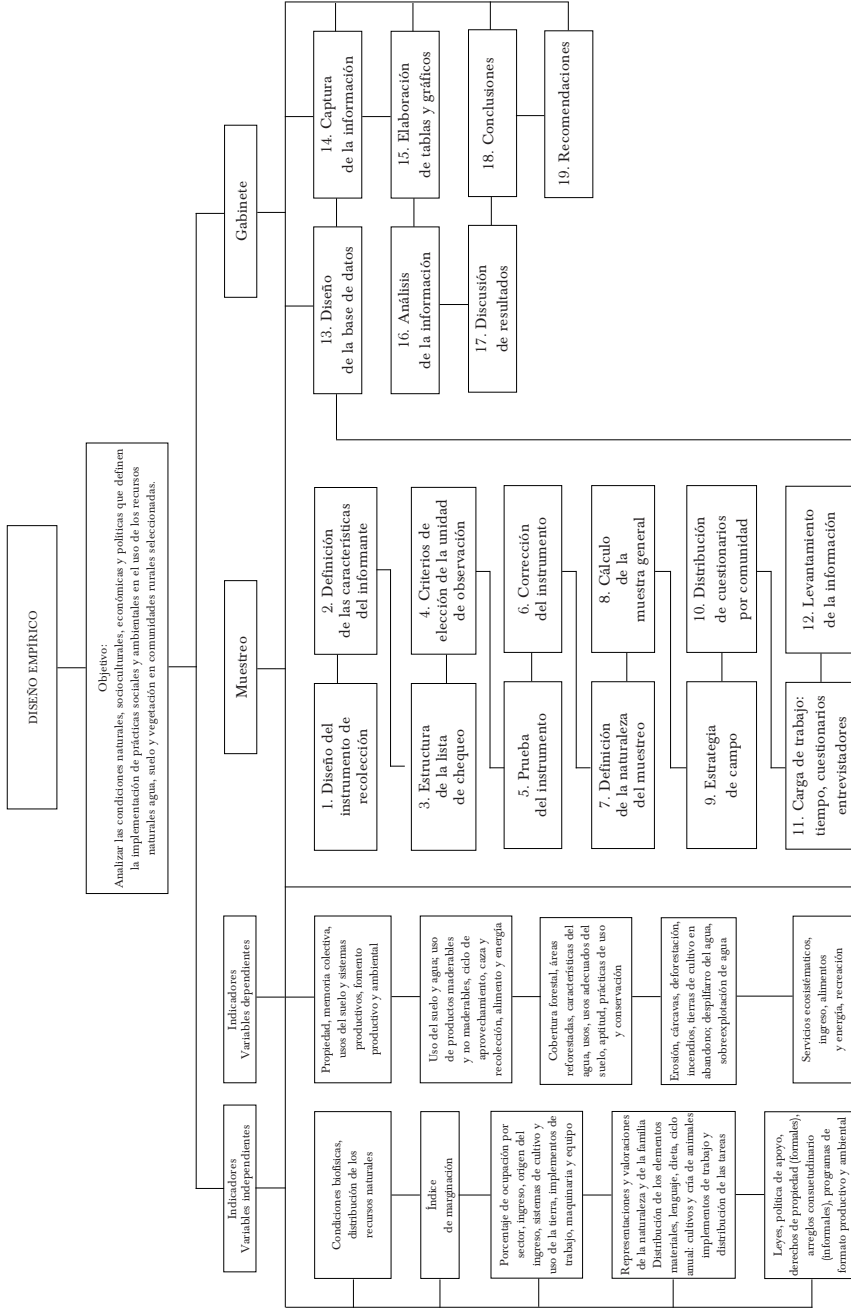 DISEÑO EMPÍRICO
Objetivo:
Analizar las condiciones naturales, socioculturales, económicas y políticas que definen
la implementación de prácticas sociales y ambientales en el uso de los recursos
naturales agua, suelo y vegetación en comunidades rurales seleccionadas.
Indicadores
Variables independientes
Indicadores
Variables dependientes
Muestreo
Gabinete
Condiciones biofísicas,
distribución de los
recursos naturales
Índice
de marginación
Porcentaje de ocupación por
sector, ingreso, origen del
ingreso, sistemas de cultivo y
uso de la tierra, implementos de
trabajo, maquinaria y equipo
Representaciones y valoraciones
de la naturaleza y de la familia
Distribución de los elementos
materiales, lenguaje, dieta, ciclo
anual: cultivos y cría de animales
implementos de trabajo y
distribución de las tareas
Leyes, política de apoyo,
derechos de propiedad (formales),
arreglos consuetudinario
(informales), programas de
formato productivo y ambiental
Propiedad, memoria colectiva,
usos del suelo y sistemas
productivos, fomento
productivo y ambiental
Uso del suelo y agua; uso
de productos maderables
y no maderables, ciclo de
aprovechamiento, caza y
recolección, alimento y energía
Cobertura forestal, áreas
reforestadas, características del
agua, usos, usos adecuados del
suelo, aptitud, prácticas de uso
y conservación
Erosión, cárcavas, deforestación,
incendios, tierras de cultivo en
abandono; despilfarro del agua,
sobreexplotación de agua
Servicios ecosistémáticos,
ingreso, alimentos
y energía, recreación
1. Diseño del
instrumento de
recolección
2. Definición
de las características
del informante
3. Estructura
de la lista
de chequeo
4. Criterios de
elección de la unidad
de observación
5. Prueba
del instrumento
6. Corrección
del instrumento
7. Definición
de la naturaleza
del muestreo
8. Cálculo
de la
muestra general
9. Estrategia
de campo
10. Distribución
de cuestionarios
por comunidad
11. Carga de trabajo:
tiempo, cuestionarios
entrevistadores
12. Levantamiento
de la información
13. Diseño
de la base de datos
14. Captura
de la información
15. Elaboración
de tablas y gráficos
16. Análisis
de la información
17. Discusión
de resultados
18. Conclusiones
19. Recomendaciones